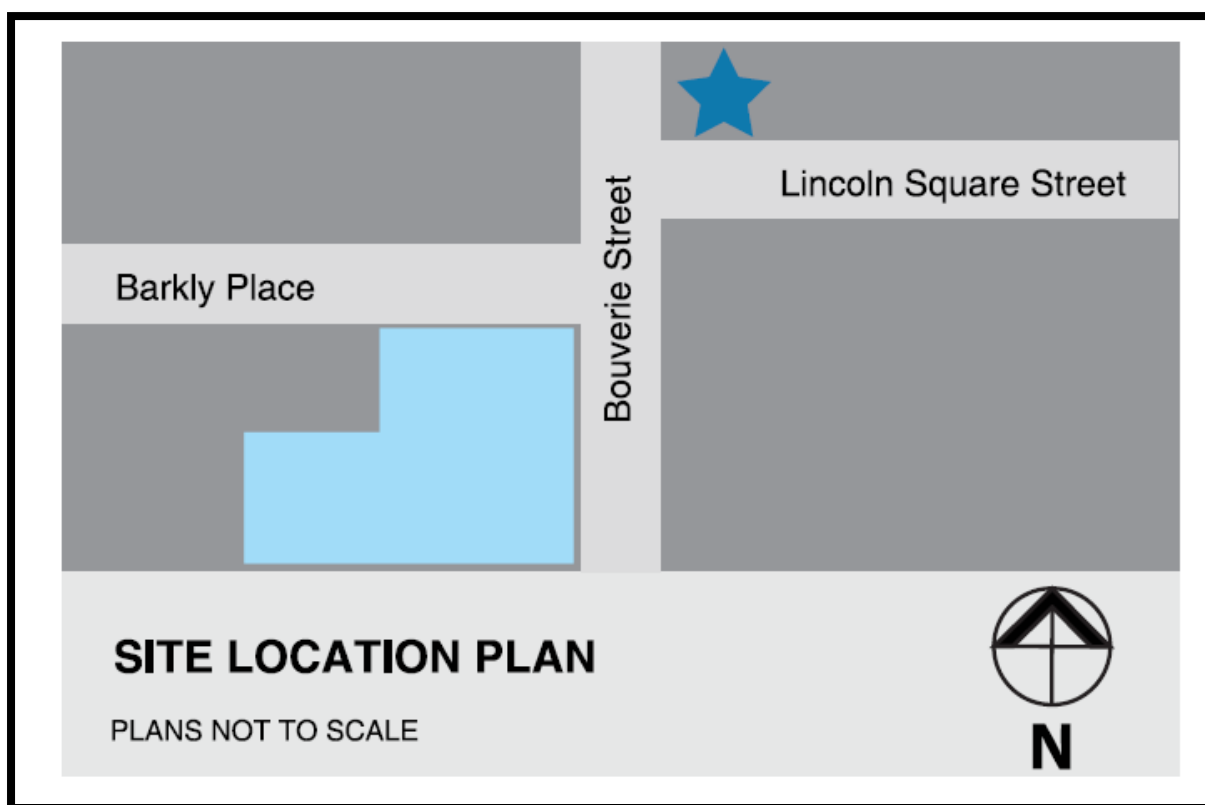 Lincoln Square Street
Bouverie Street
Barkly Place
SITE LOCATION PLAN
PLANS NOT TO SCALE
N